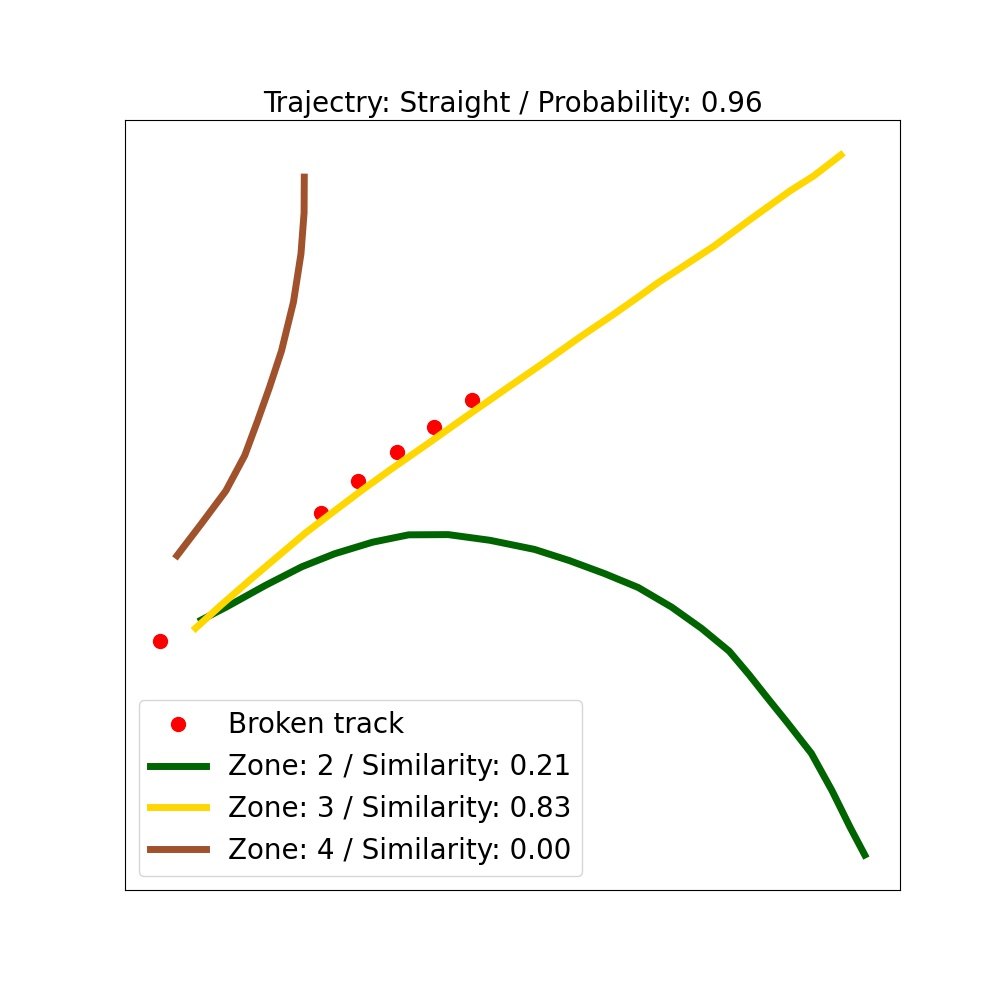 Trajectry: Straight / Probability: 0.96
Broken track
Zone: 2 / Similarity: 0.21
Zone: 3 / Similarity: 0.83
Zone: 4 / Similarity: 0.00